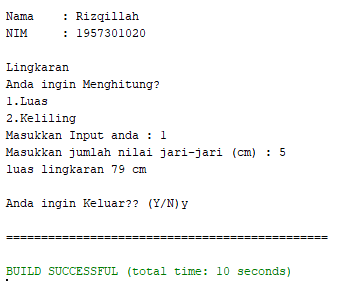 Nama    : Rizqillah
NIM     : 1957301020
Lingkaran
Anda ingin Menghitung?
1.Luas
2.Keliling
Masukkan Input anda : 1
Masukkan jumlah nilai jari-jari (cm) : 5
luas lingkaran 79 cm
Anda ingin Keluar?? (Y/N)y
==============================================
BUILD SUCCESSFUL (total time: 10 seconds)